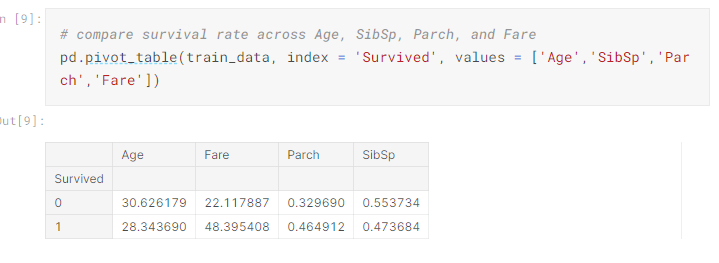 n [9]:
# compare survival rate across Age, SibSp, Parch, and Fare
pd.pivot_table(train_data, index = 'Survived', values = ['Age','SibSp','Par
ch','Fare'])
Out[9]:
Age Fare Parch SibSp
Survived
0 30.626179 22.117887 0.329690 0.553734
1 28.343690 48.395408 0.464912 0.473684